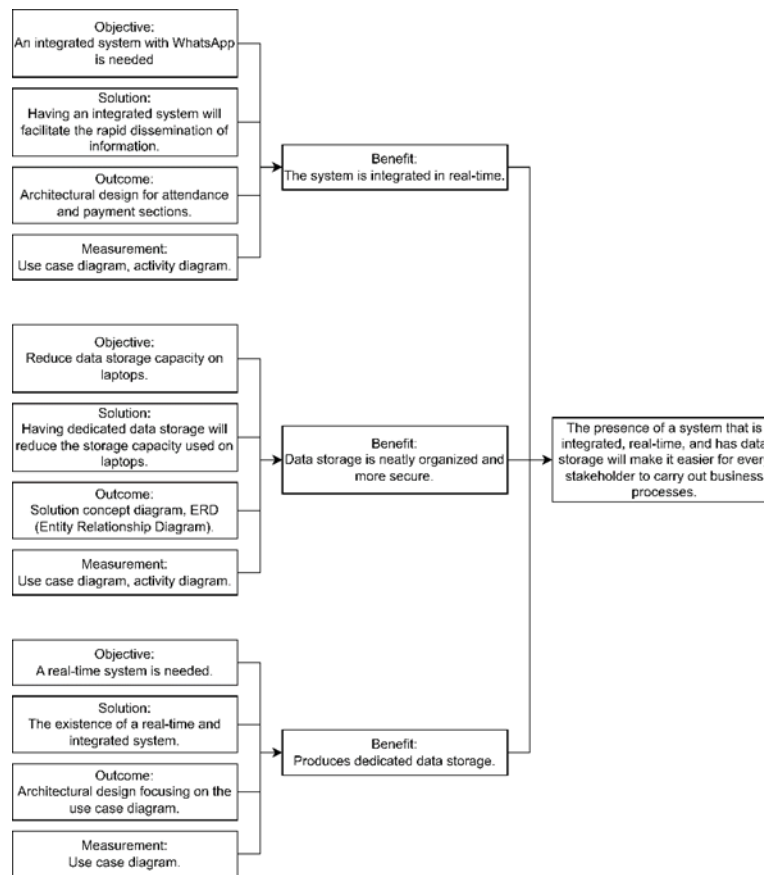 Objective:
An integrated system with WhatsApp
is needed
Solution:
Having an integrated system will
facilitate the rapid dissemination of
information.
Outcome:
Architectural design for attendance
and payment sections.
Measurement:
Use case diagram, activity diagram.
Benefit:
The system is integrated in real-time.
Objective:
Reduce data storage capacity on
laptops.
Solution:
Having dedicated data storage will
reduce the storage capacity used on
laptops.
Outcome:
Solution concept diagram, ERD
(Entity Relationship Diagram).
Measurement:
Use case diagram, activity diagram.
Benefit:
Data storage is neatly organized and
more secure.
Objective:
A real-time system is needed.
Solution:
The existence of a real-time and
integrated system.
Outcome:
Architectural design focusing on the
use case diagram.
Measurement:
Use case diagram.
Benefit:
Produces dedicated data storage.
The presence of a system that is
integrated, real-time, and has data
storage will make it easier for every
stakeholder to carry out business
processes.